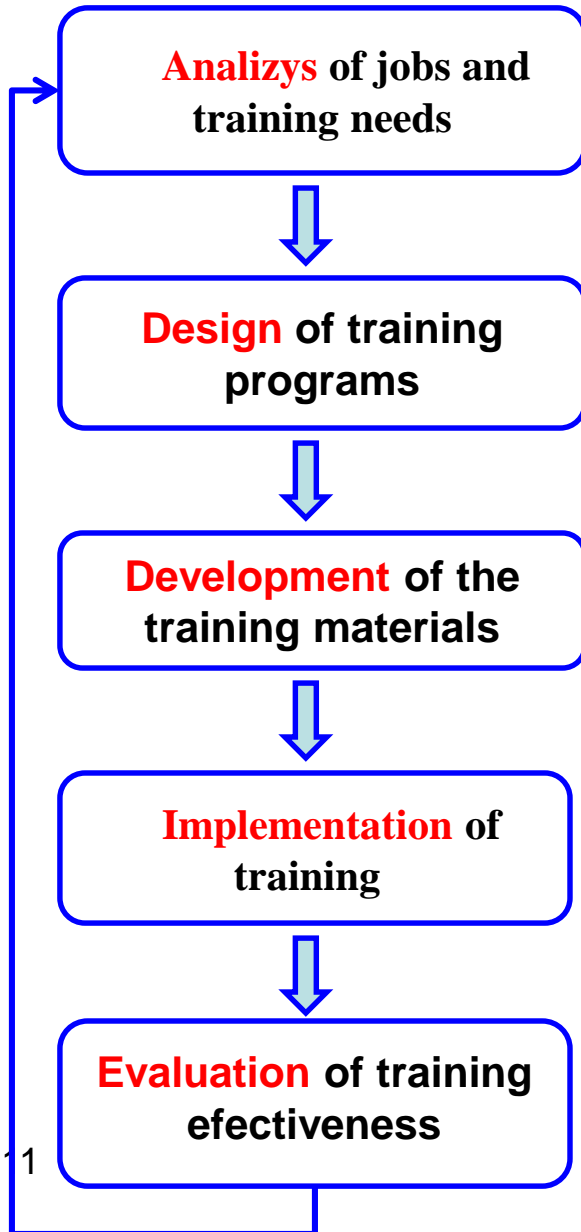 Analizys of jobs and
training needs
Design of training
programs
Development of the
training materials
Implementation of
training
Evaluation of training
efectiveness
11